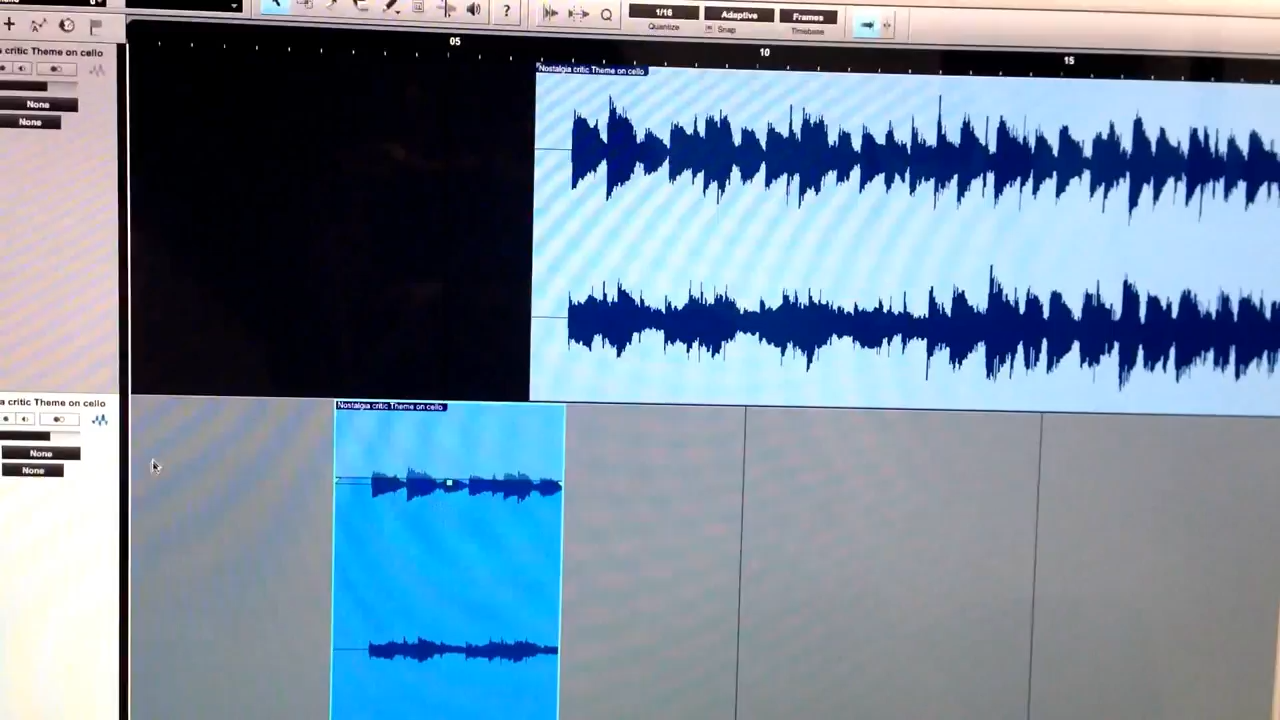 ?
1/16
Adaptive
Frames
Quantize
Snap
Timebase
05
10
15
a critic Theme on cello
None
None
Nostalgia critic Theme on cello
a critic Theme on cello
None
None
Nostalgia critic Theme on cello